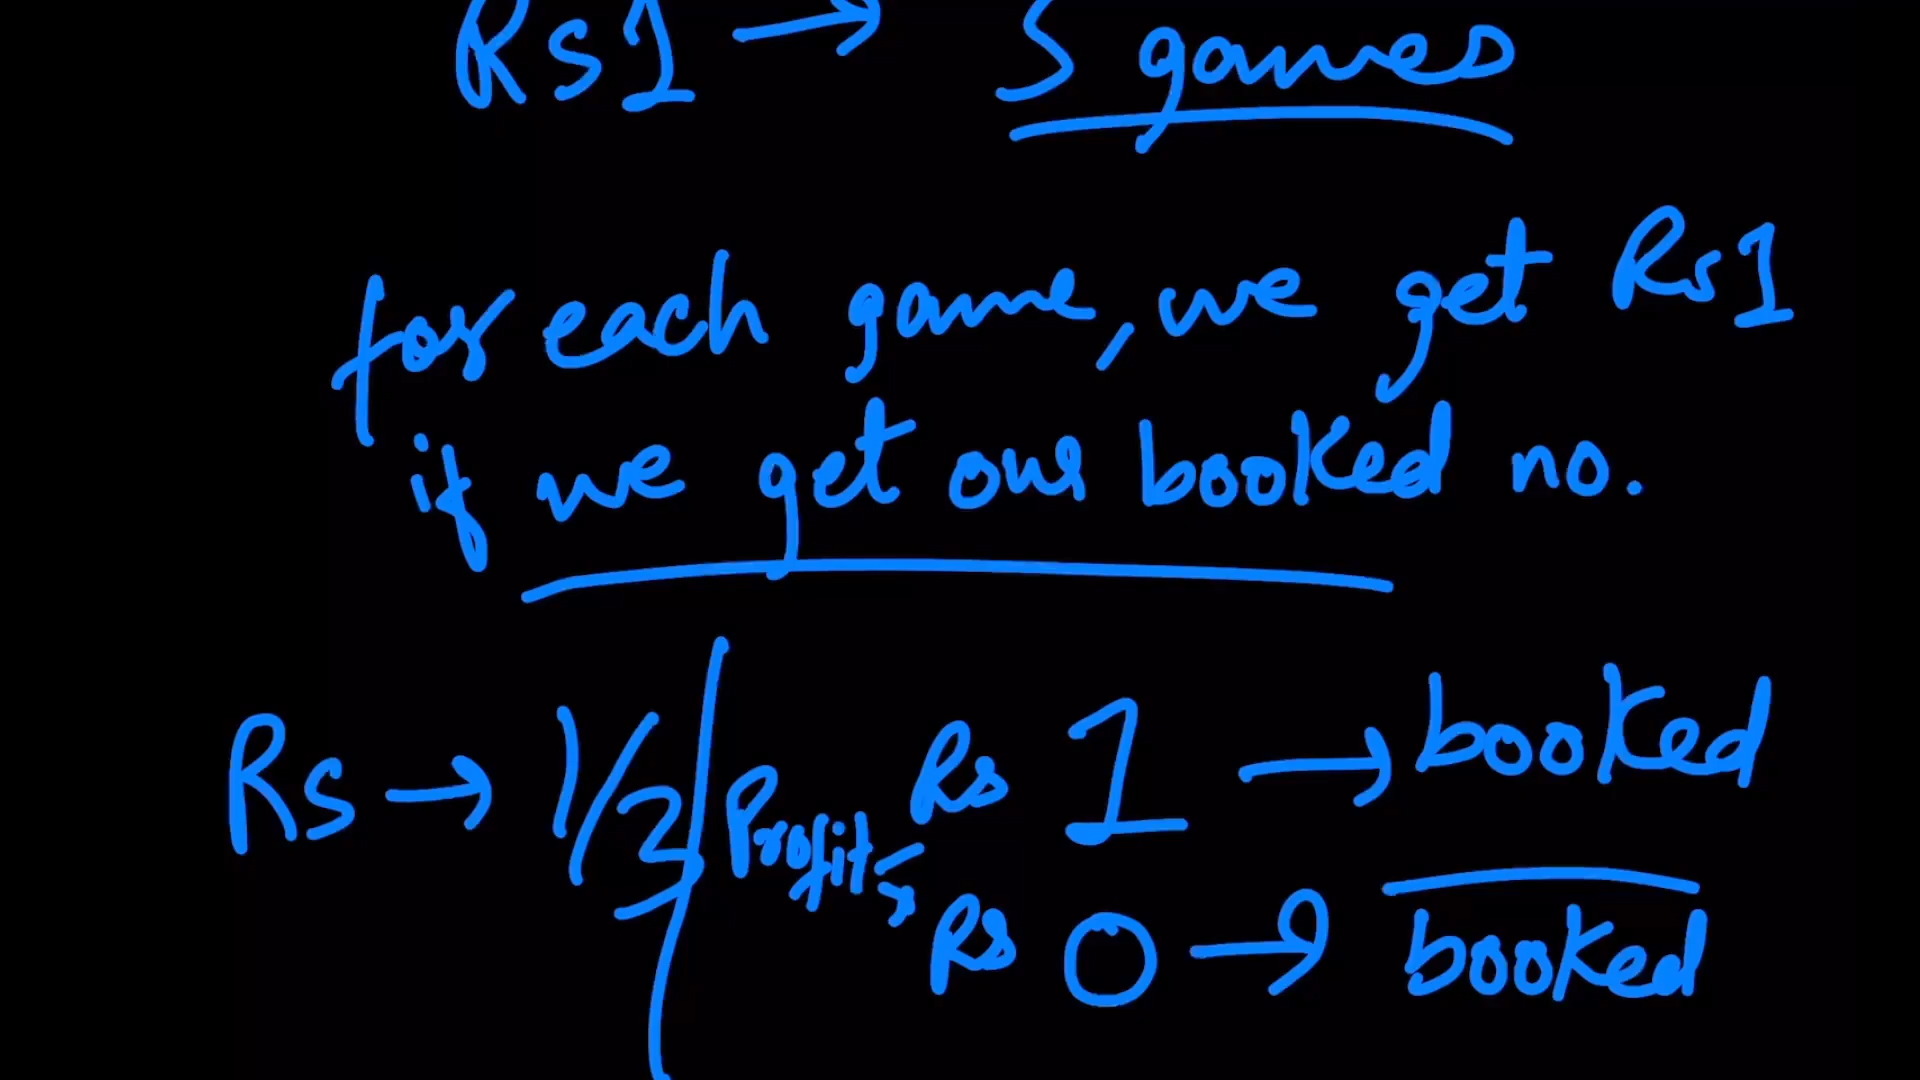 Rs1 → 5 games
for each game, we get Rs1
if we get our booked no.
Rs → 1/2 Profit Rs 1 → booked
Rs 0 → booked